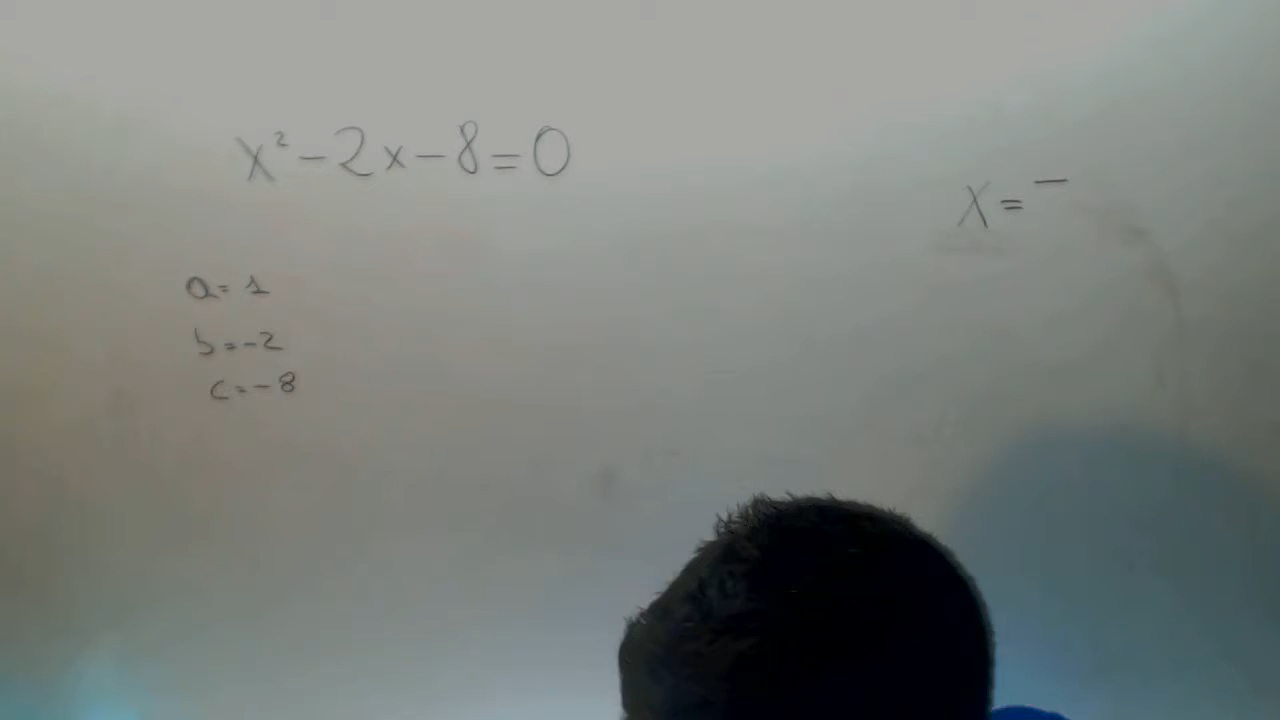 x² - 2x - 8 = 0
x = -
a = 1
b = -2
c = -8